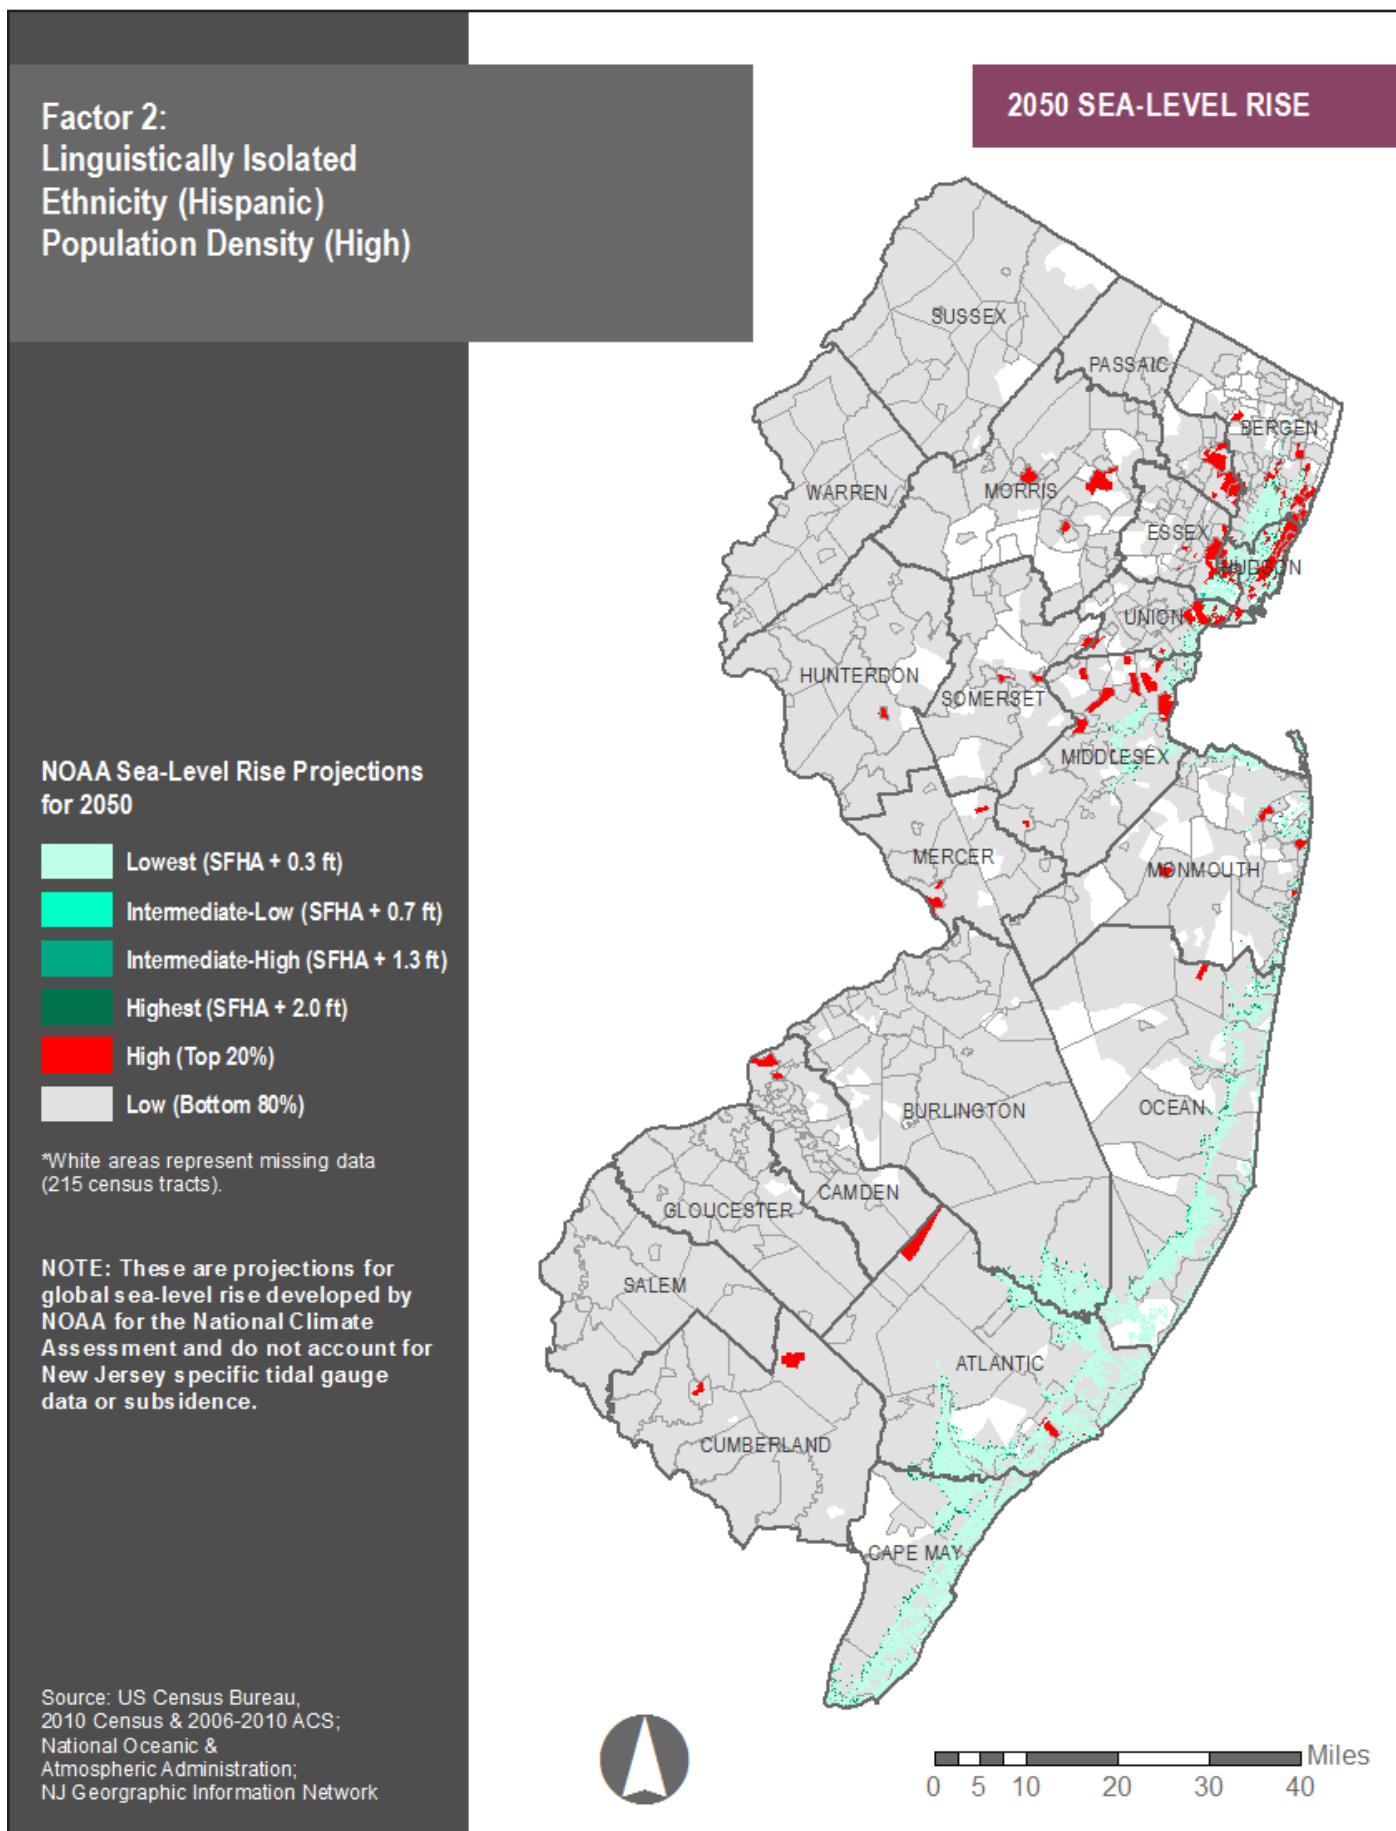 Factor 2:
Linguistically Isolated
Ethnicity (Hispanic)
Population Density (High)
2050 SEA-LEVEL RISE
SUSSEX
PASSAIC
BERGEN
WARREN
MORRIS
ESSEX
HUDSON
UNION
HUNTERDON
SOMERSET
MIDDLESEX
MERCER
MONMOUTH
OCEAN
BURLINGTON
CAMDEN
GLOUCESTER
SALEM
ATLANTIC
CUMBERLAND
CAPE MAY
NOAA Sea-Level Rise Projections
for 2050
Lowest (SFHA + 0.3 ft)
Intermediate-Low (SFHA + 0.7 ft)
Intermediate-High (SFHA + 1.3 ft)
Highest (SFHA + 2.0 ft)
High (Top 20%)
Low (Bottom 80%)
*White areas represent missing data
(215 census tracts).
NOTE: These are projections for
global sea-level rise developed by
NOAA for the National Climate
Assessment and do not account for
New Jersey specific tidal gauge
data or subsidence.
Source: US Census Bureau,
2010 Census & 2006-2010 ACS;
National Oceanic &
Atmospheric Administration;
NJ Georgraphic Information Network
Miles
0 5 10 20 30 40